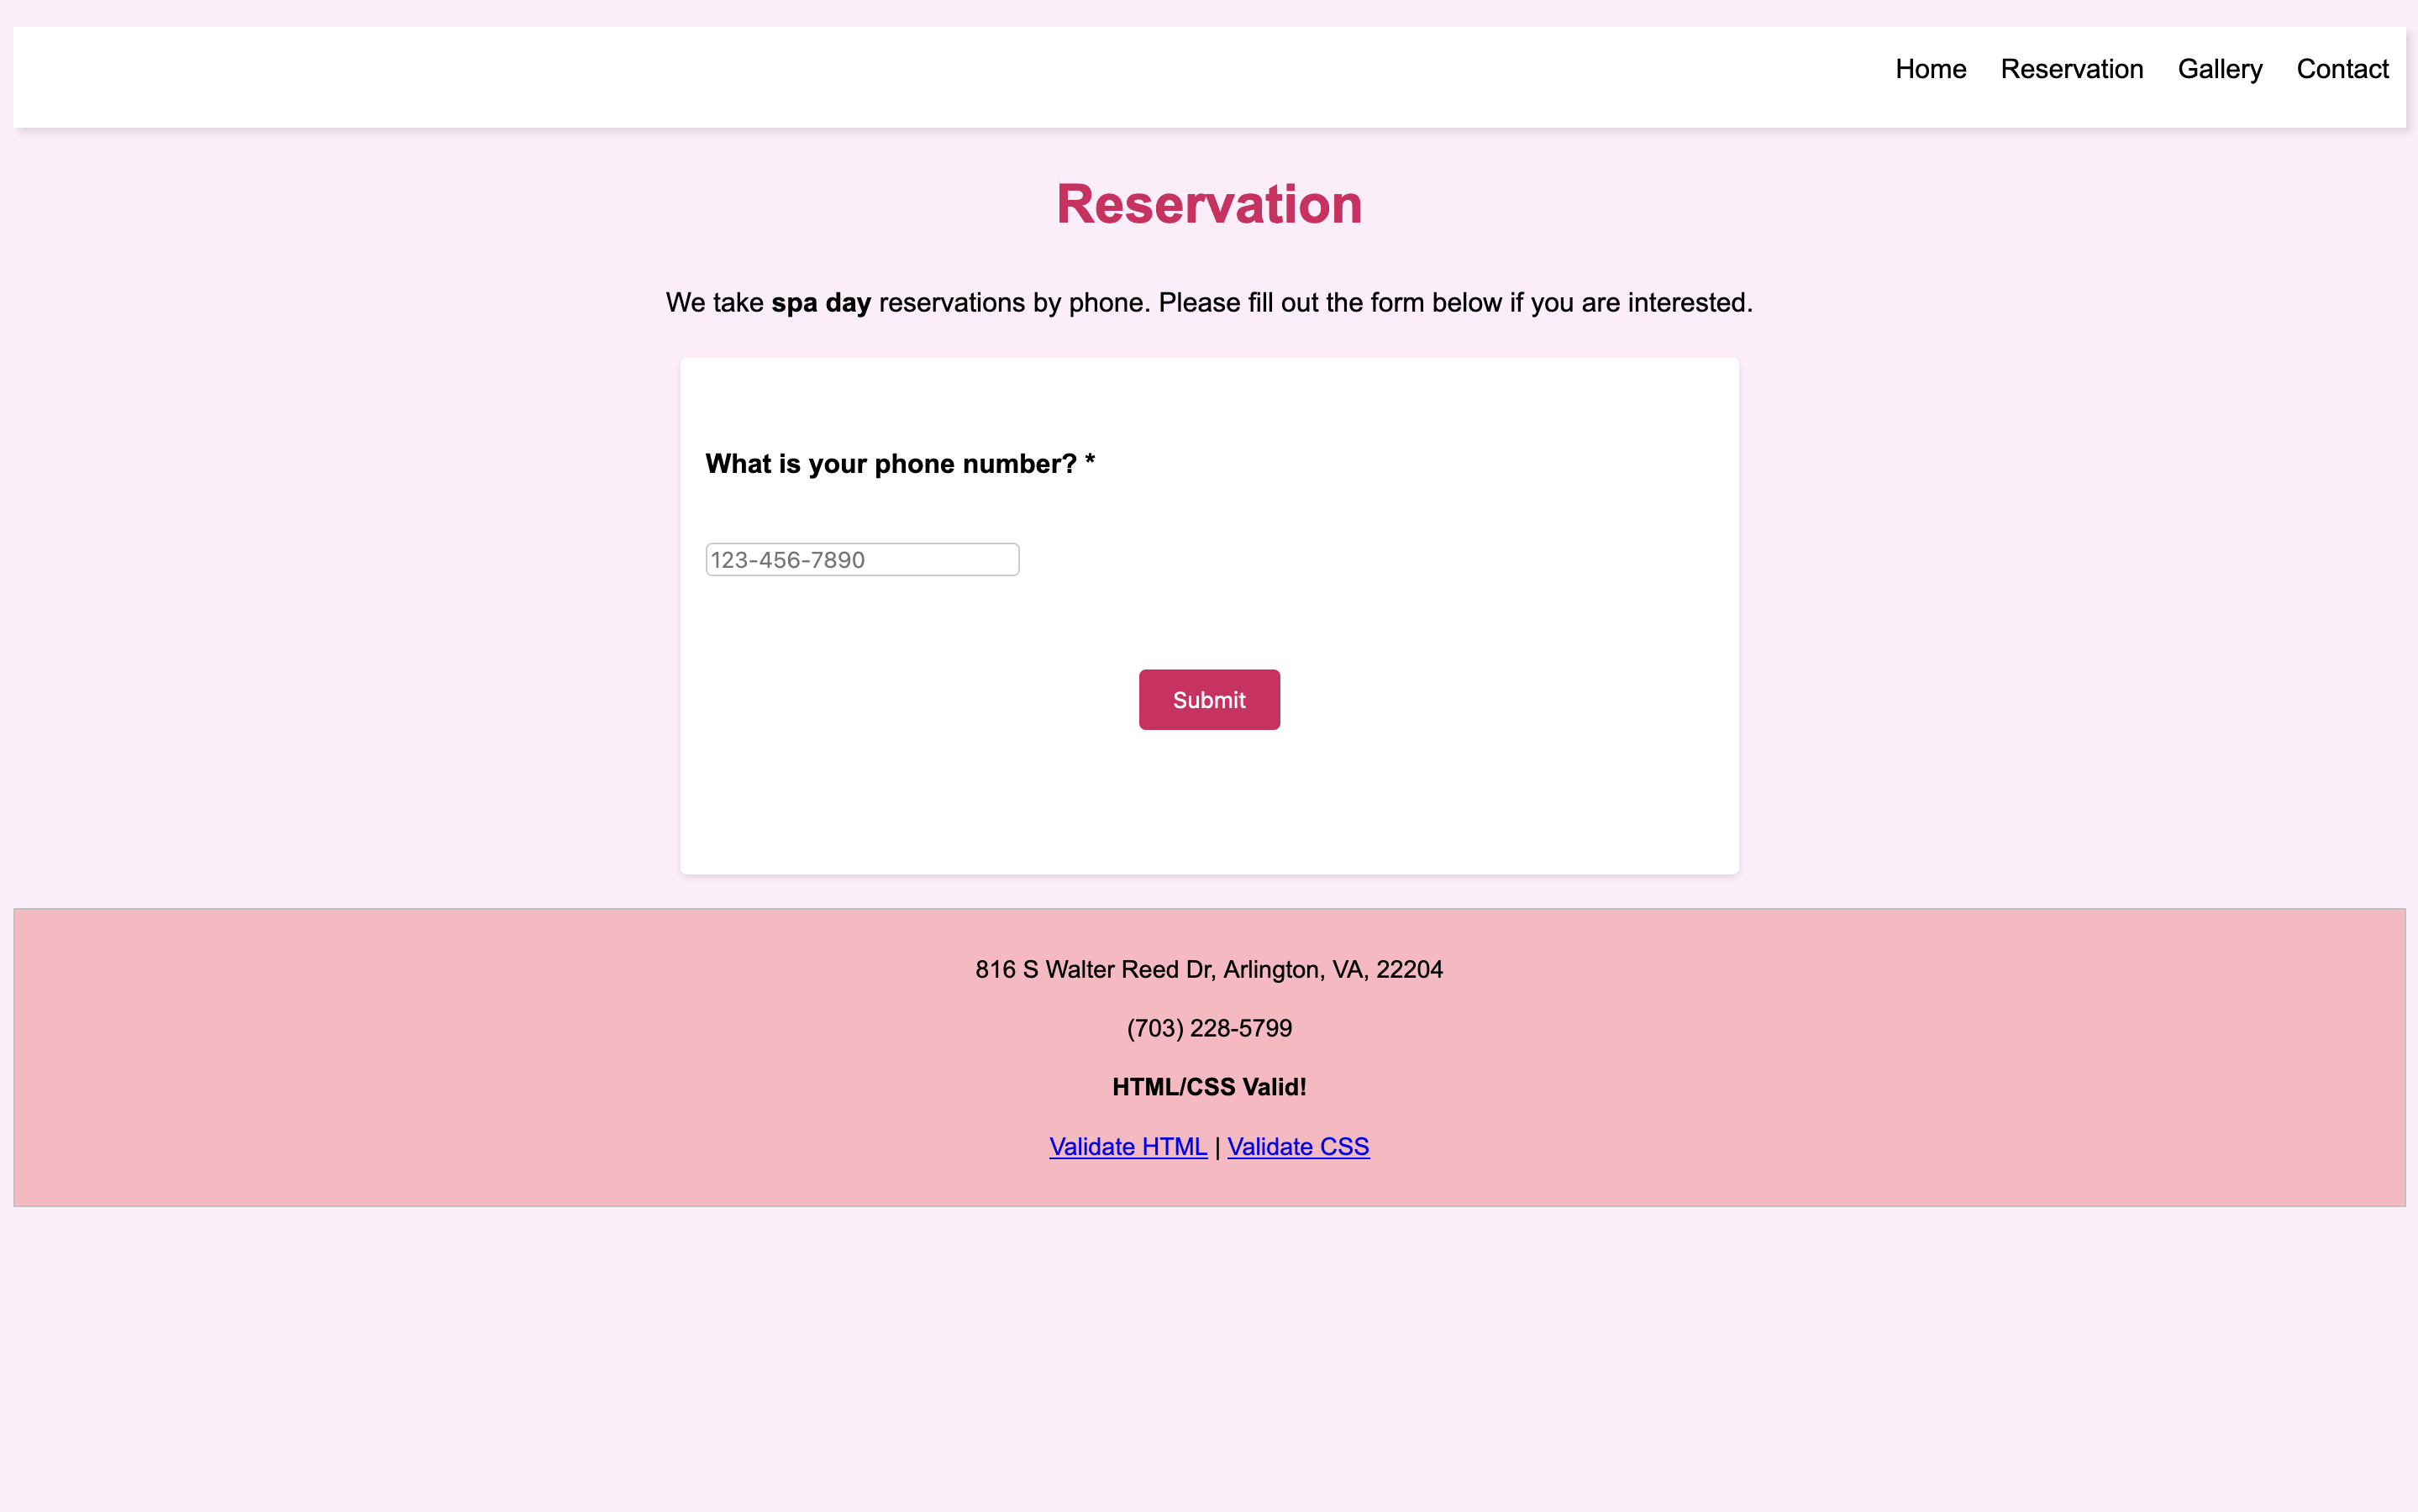 Home Reservation Gallery Contact
Reservation
We take spa day reservations by phone. Please fill out the form below if you are interested.
What is your phone number? *
123-456-7890
Submit
816 S Walter Reed Dr, Arlington, VA, 22204
(703) 228-5799
HTML/CSS Valid!
Validate HTML | Validate CSS